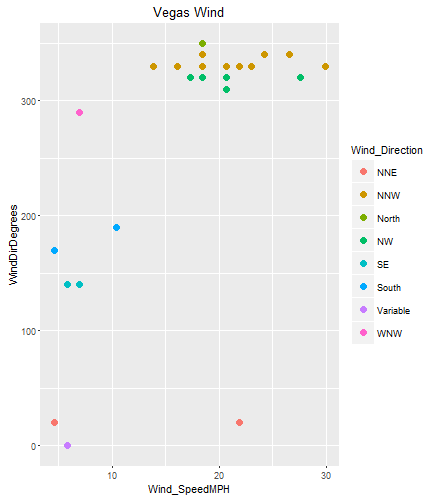 Vegas Wind
WindDirDegrees
300
200
100
0
10
20
30
Wind_SpeedMPH
Wind_Direction
NNE
NNW
North
NW
SE
South
Variable
WNW